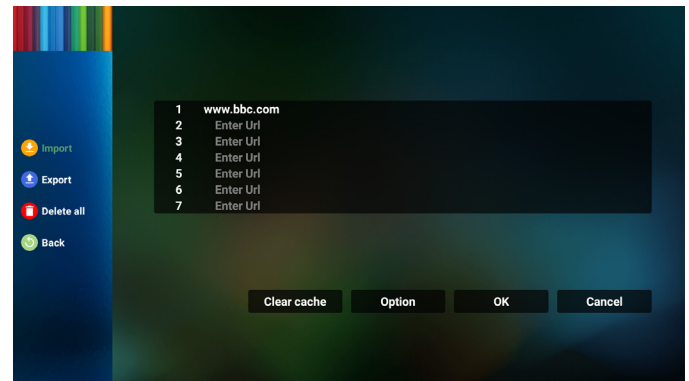 Import
Export
Delete all
Back
1 www.bbc.com
2 Enter Url
3 Enter Url
4 Enter Url
5 Enter Url
6 Enter Url
7 Enter Url
Clear cache Option OK Cancel